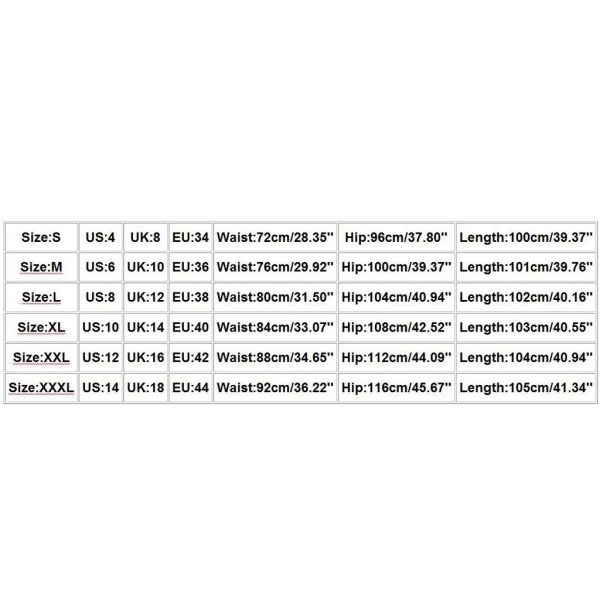 Size:S US:4 UK:8 EU:34 Waist:72cm/28.35" Hip:96cm/37.80" Length:100cm/39.37"
Size:M US:6 UK:10 EU:36 Waist:76cm/29.92" Hip:100cm/39.37" Length:101cm/39.76"
Size:L US:8 UK:12 EU:38 Waist:80cm/31.50" Hip:104cm/40.94" Length:102cm/40.16"
Size:XL US:10 UK:14 EU:40 Waist:84cm/33.07" Hip:108cm/42.52" Length:103cm/40.55"
Size:XXL US:12 UK:16 EU:42 Waist:88cm/34.65" Hip:112cm/44.09" Length:104cm/40.94"
Size:XXXL US:14 UK:18 EU:44 Waist:92cm/36.22" Hip:116cm/45.67" Length:105cm/41.34"